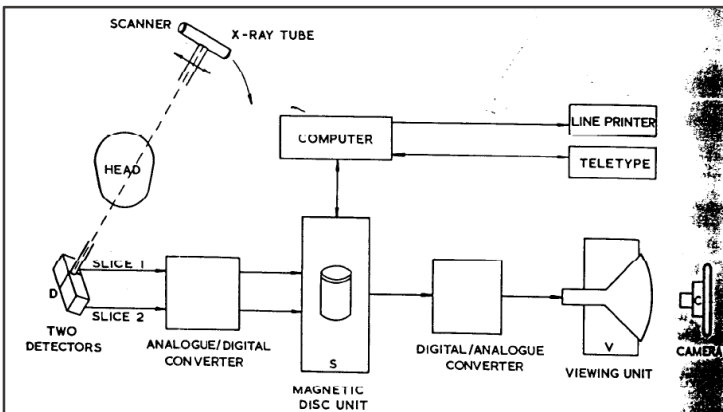 SCANNER
X-RAY TUBE
LINE PRINTER
COMPUTER
TELETYPE
HEAD
SLICE 1
D
SLICE 2
TWO
DETECTORS
ANALOGUE/DIGITAL
CONVERTER
S
MAGNETIC
DISC UNIT
DIGITAL/ANALOGUE
CONVERTER
V
VIEWING UNIT
C
CAMERA